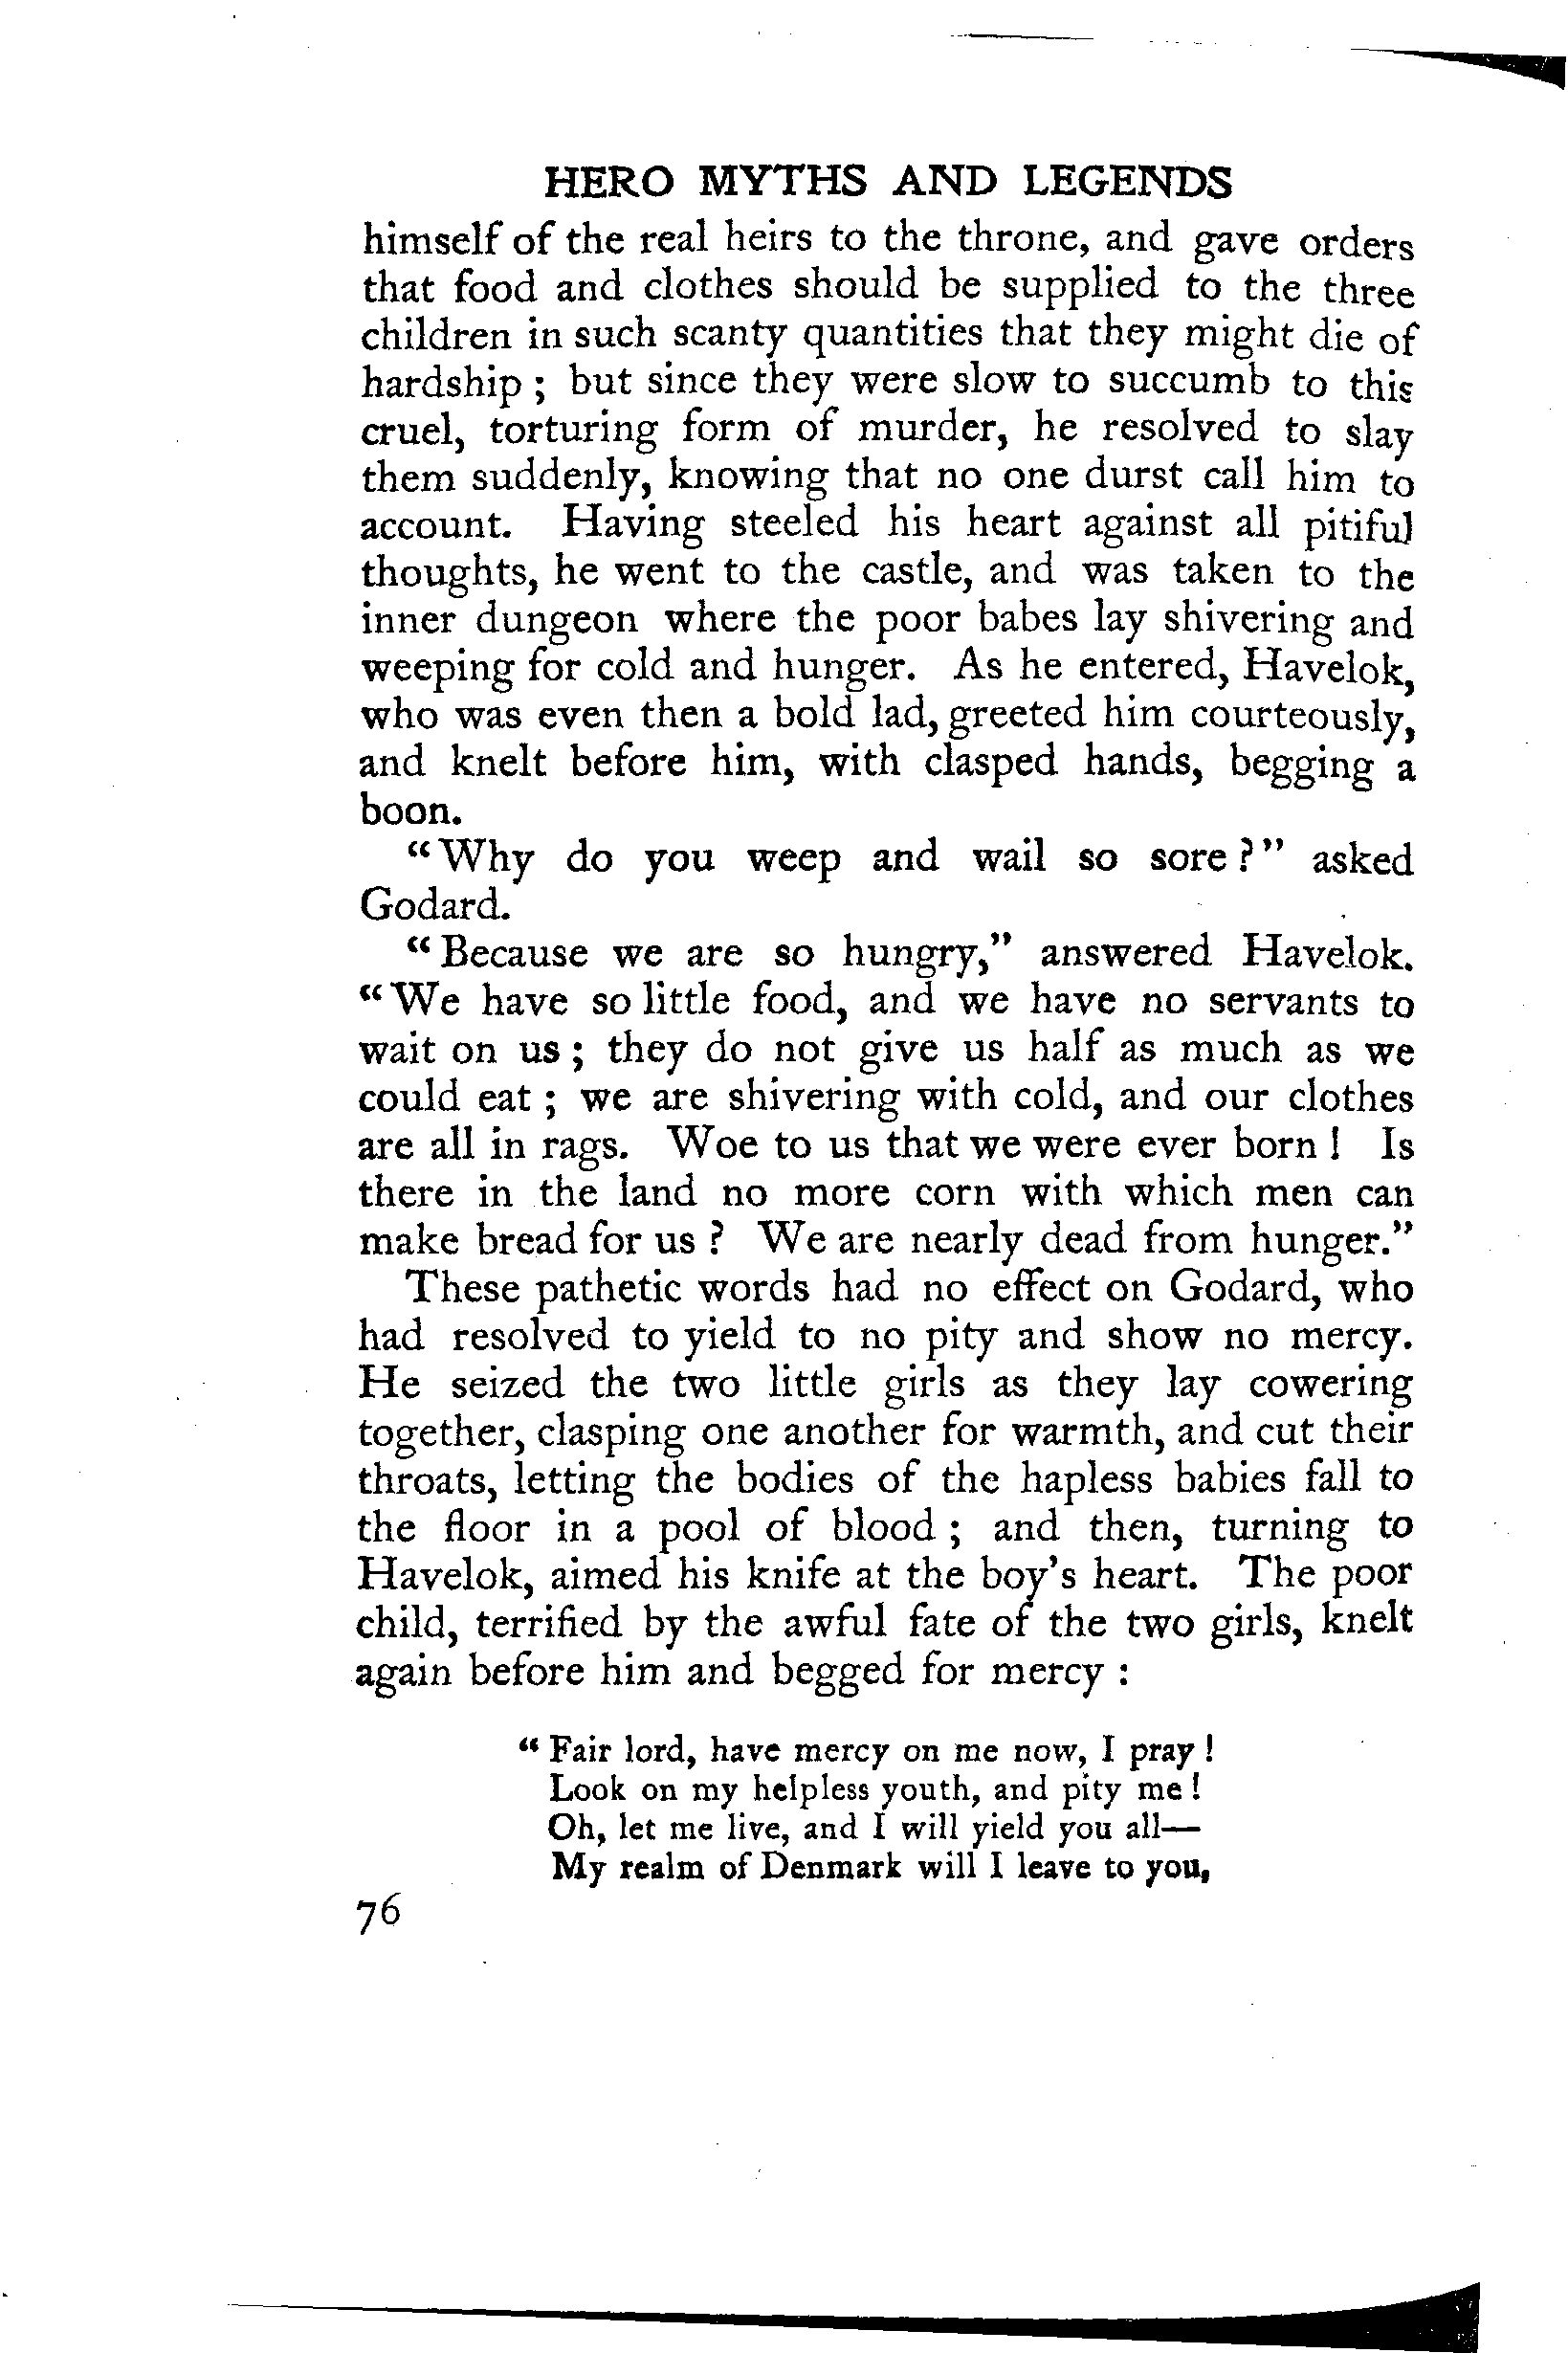 HERO MYTHS AND LEGENDS
himself of the real heirs to the throne, and gave orders
that food and clothes should be supplied to the three
children in such scanty quantities that they might die of
hardship ; but since they were slow to succumb to this
cruel, torturing form of murder, he resolved to slay
them suddenly, knowing that no one durst call him to
account. Having steeled his heart against all pitiful
thoughts, he went to the castle, and was taken to the
inner dungeon where the poor babes lay shivering and
weeping for cold and hunger. As he entered, Havelok,
who was even then a bold lad, greeted him courteously,
and knelt before him, with clasped hands, begging a
boon.
“Why do you weep and wail so sore ?” asked
Godard.
“Because we are so hungry,” answered Havelok.
“We have so little food, and we have no servants to
wait on us ; they do not give us half as much as we
could eat ; we are shivering with cold, and our clothes
are all in rags. Woe to us that we were ever born ! Is
there in the land no more corn with which men can
make bread for us ? We are nearly dead from hunger.”
These pathetic words had no effect on Godard, who
had resolved to yield to no pity and show no mercy.
He seized the two little girls as they lay cowering
together, clasping one another for warmth, and cut their
throats, letting the bodies of the hapless babies fall to
the floor in a pool of blood ; and then, turning to
Havelok, aimed his knife at the boy’s heart. The poor
child, terrified by the awful fate of the two girls, knelt
again before him and begged for mercy :
“Fair lord, have mercy on me now, I pray !
Look on my helpless youth, and pity me !
Oh, let me live, and I will yield you all—
My realm of Denmark will I leave to you,
76